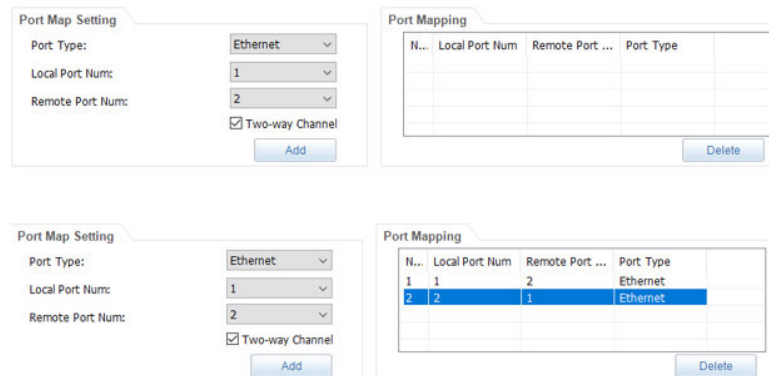 Port Map Setting
Port Type:
Ethernet
Local Port Num:
1
Remote Port Num:
2
Two-way Channel
Add
Port Mapping
N... Local Port Num Remote Port ... Port Type
Delete
Port Map Setting
Port Type:
Ethernet
Local Port Num:
1
Remote Port Num:
2
Two-way Channel
Add
Port Mapping
N... Local Port Num Remote Port ... Port Type
1 1 2 Ethernet
2 2 1 Ethernet
Delete